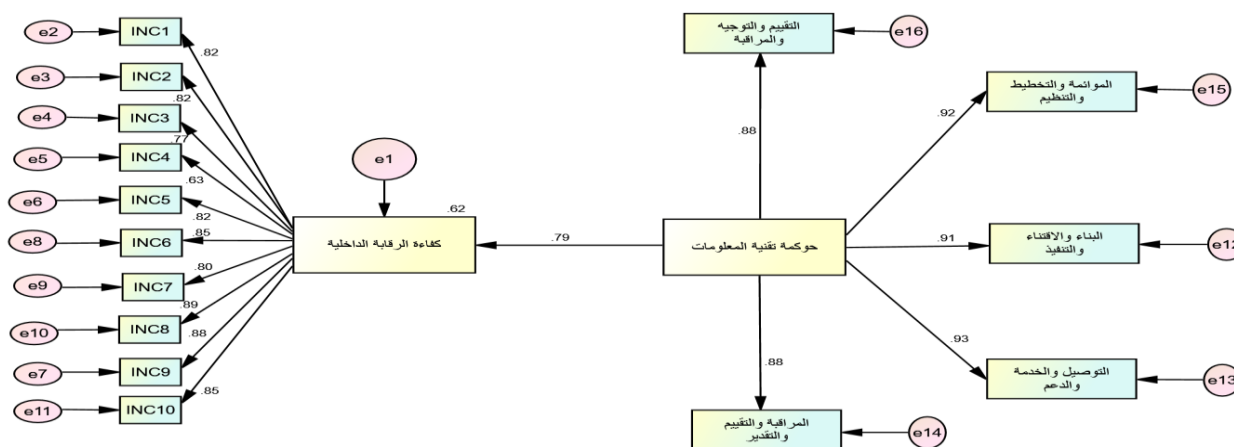 e2
INC1
.82
e3
INC2
.82
e4
INC3
.77
e5
INC4
.63
e6
INC5
.82
e8
INC6
.85
e9
INC7
.80
e10
INC8
.89
e7
INC9
.88
e11
INC10
.85
e1
.62
كفاءة الرقابة الداخلية
.79
حوكمة تقنية المعلومات
التقييم والتوجيه
والمراقبة
e16
.88
الموائمة والتخطيط
والتنظيم
e15
.92
البناء والاقتناء
والتنفيذ
e12
.91
التوصيل والخدمة
والدعم
e13
.93
المراقبة والتقييم
والتقدير
e14
.88